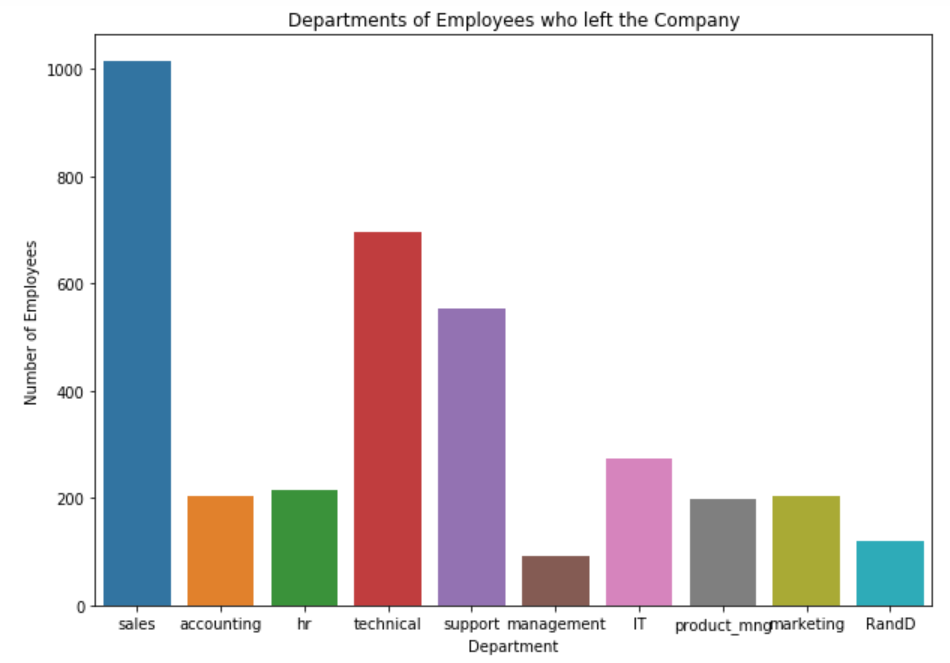 Departments of Employees who left the Company
Number of Employees
1000
800
600
400
200
0
sales accounting hr technical support management IT product_mng marketing RandD
Department